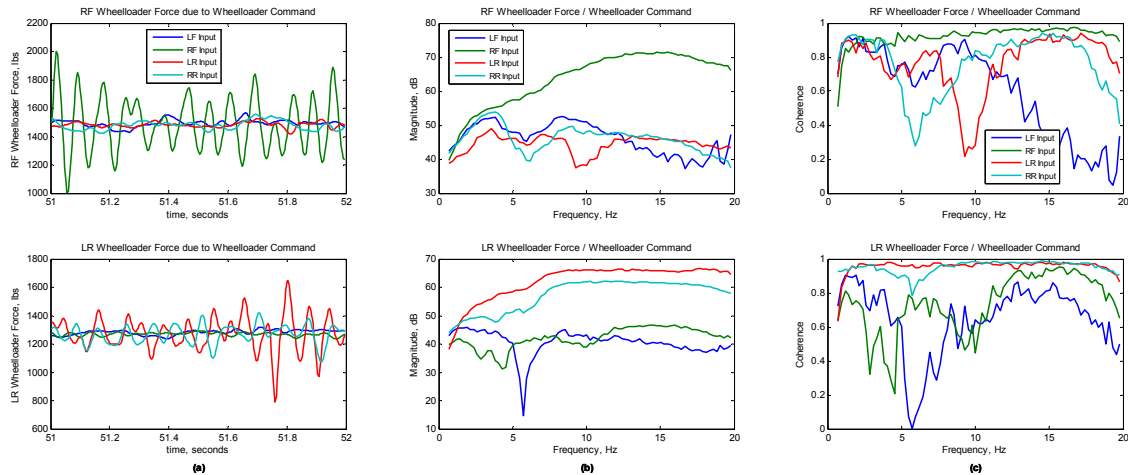 RF Wheelloader Force due to Wheelloader Command
RF Wheelloader Force, lbs
2200
2000
1800
1600
1400
1200
1000
LF Input
RF Input
LR Input
RR Input
51
51.2
51.4
51.6
51.8
52
time, seconds
RF Wheelloader Force / Wheelloader Command
Magnitude, dB
80
70
60
50
40
30
LF Input
RF Input
LR Input
RR Input
0
5
10
15
20
Frequency, Hz
RF Wheelloader Force / Wheelloader Command
Coherence
1
0.8
0.6
0.4
0.2
0
LF Input
RF Input
LR Input
RR Input
0
5
10
15
20
Frequency, Hz
LR Wheelloader Force due to Wheelloader Command
LR Wheelloader Force, lbs
1800
1600
1400
1200
1000
800
600
51
51.2
51.4
51.6
51.8
52
time, seconds
(a)
LR Wheelloader Force / Wheelloader Command
Magnitude, dB
70
60
50
40
30
20
10
0
5
10
15
20
Frequency, Hz
(b)
LR Wheelloader Force / Wheelloader Command
Coherence
1
0.8
0.6
0.4
0.2
0
0
5
10
15
20
Frequency, Hz
(c)